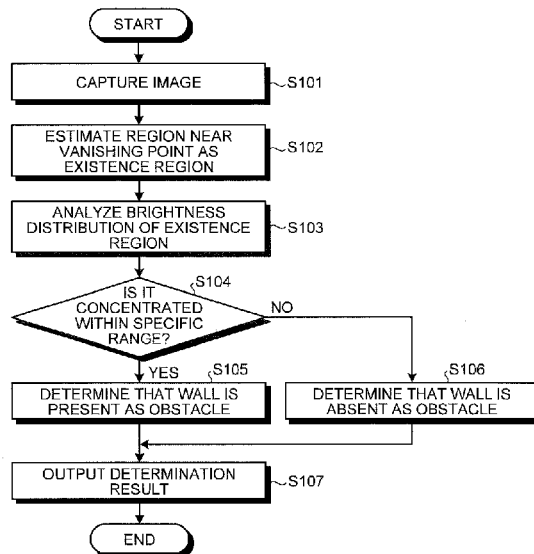 START
CAPTURE IMAGE
S101
ESTIMATE REGION NEAR
VANISHING POINT AS
EXISTENCE REGION
S102
ANALYZE BRIGHTNESS
DISTRIBUTION OF EXISTENCE
REGION
S103
S104
IS IT
CONCENTRATED
WITHIN SPECIFIC
RANGE?
NO
YES
S105
DETERMINE THAT WALL IS
PRESENT AS OBSTACLE
S106
DETERMINE THAT WALL IS
ABSENT AS OBSTACLE
OUTPUT DETERMINATION
RESULT
S107
END